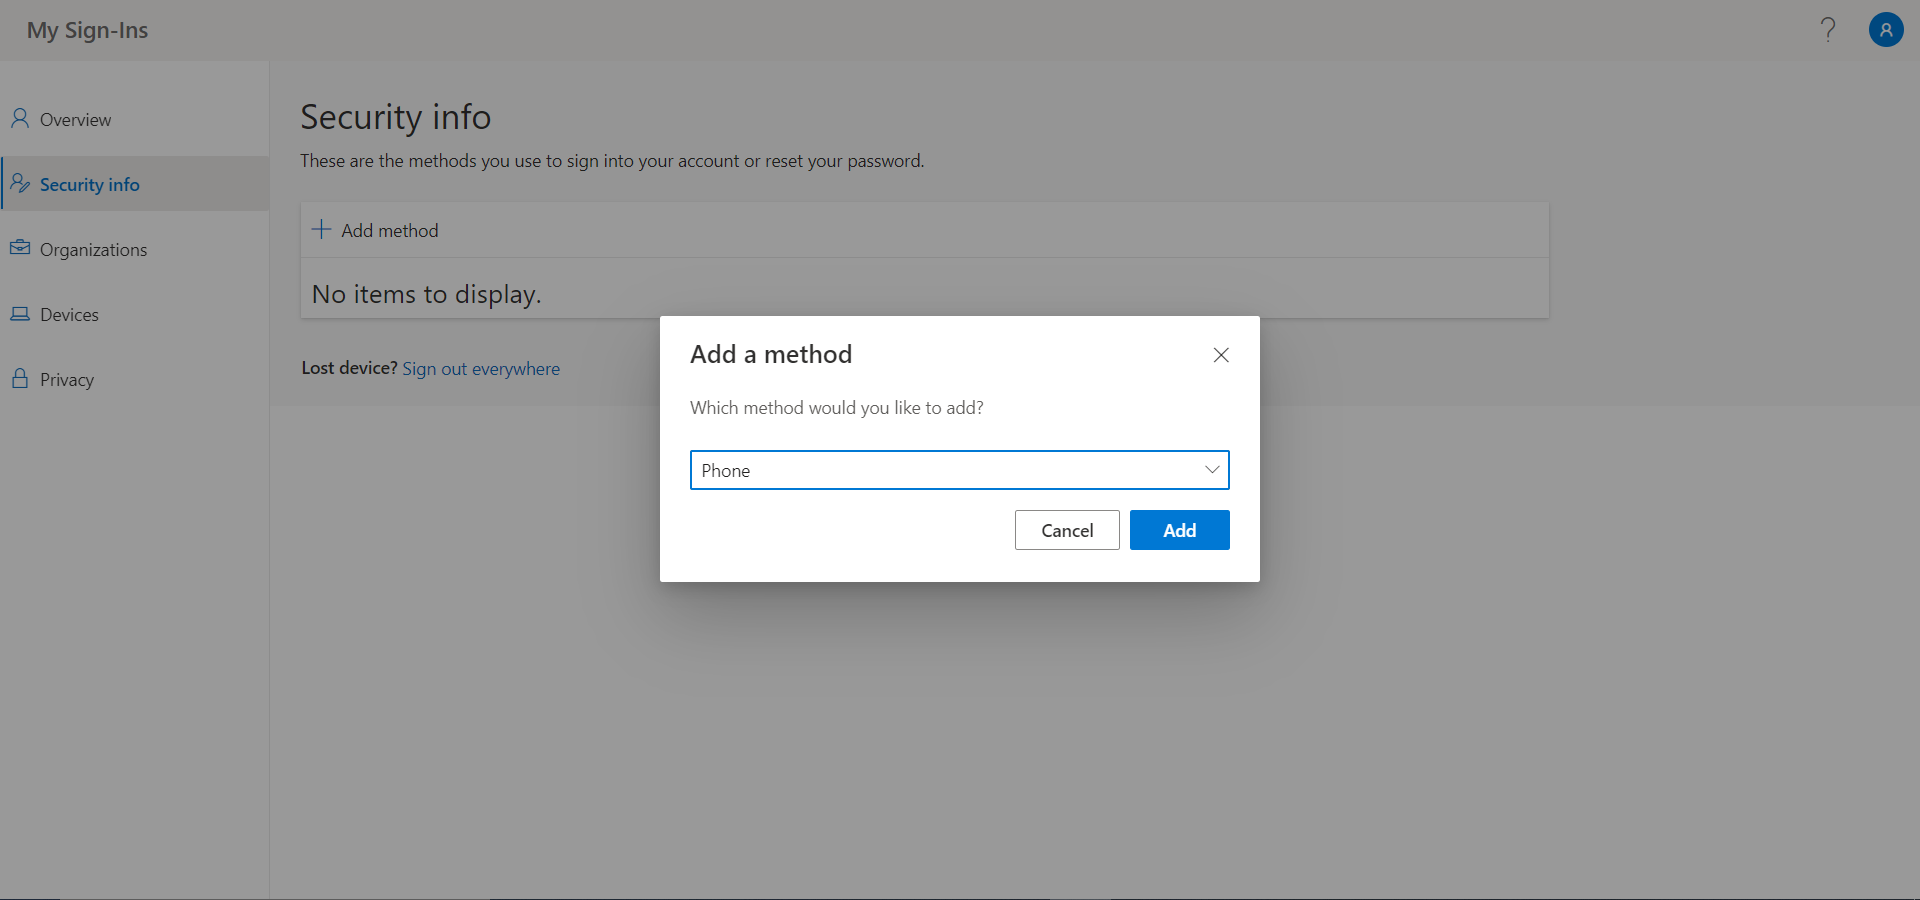 My Sign-Ins
?
Overview
Security info
Organizations
Devices
Privacy
Security info
These are the methods you use to sign into your account or reset your password.
Add method
No items to display.
Lost device? Sign out everywhere
Add a method
Which method would you like to add?
Phone
Cancel
Add